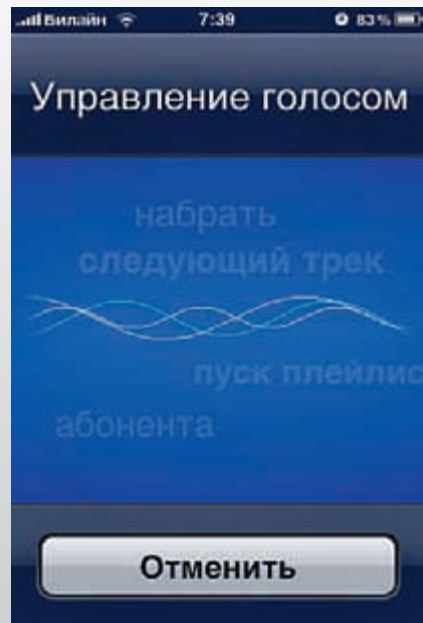 Билайн 7:39 83%
Управление голосом
набрать
следующий трек
пуск плейлис
абонента
Отменить